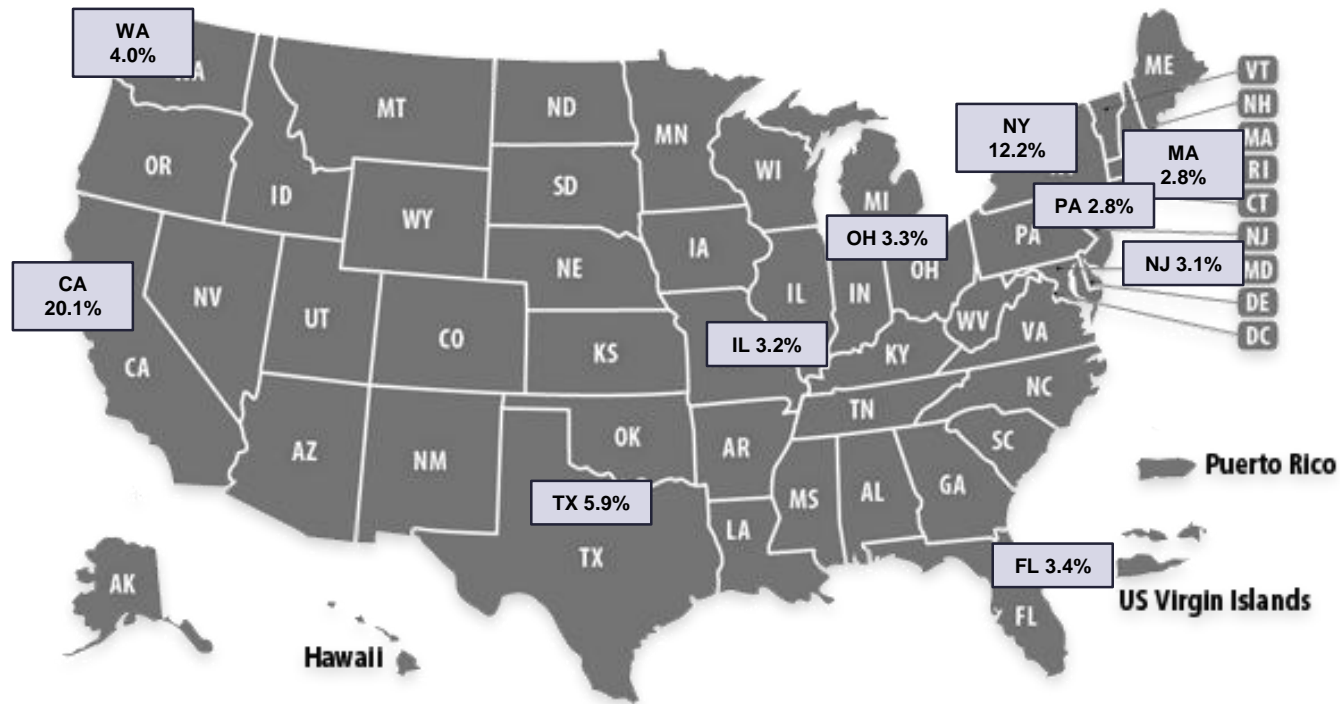 WA
4.0%
WA
MT
ND
MN
OR
ID
SD
WI
MI
NY
12.2%
ME
VT
NH
MA
MA
2.8%
RI
CT
PA 2.8%
NJ
WY
IA
OH 3.3%
PA
NJ 3.1%
MD
DE
DC
CA
20.1%
NV
NE
IL
IN
OH
UT
CO
KS
IL 3.2%
KY
WV
VA
CA
NC
TN
AZ
NM
OK
AR
SC
TX 5.9%
MS
AL
GA
Puerto Rico
TX
LA
FL 3.4%
AK
FL
US Virgin Islands
Hawaii